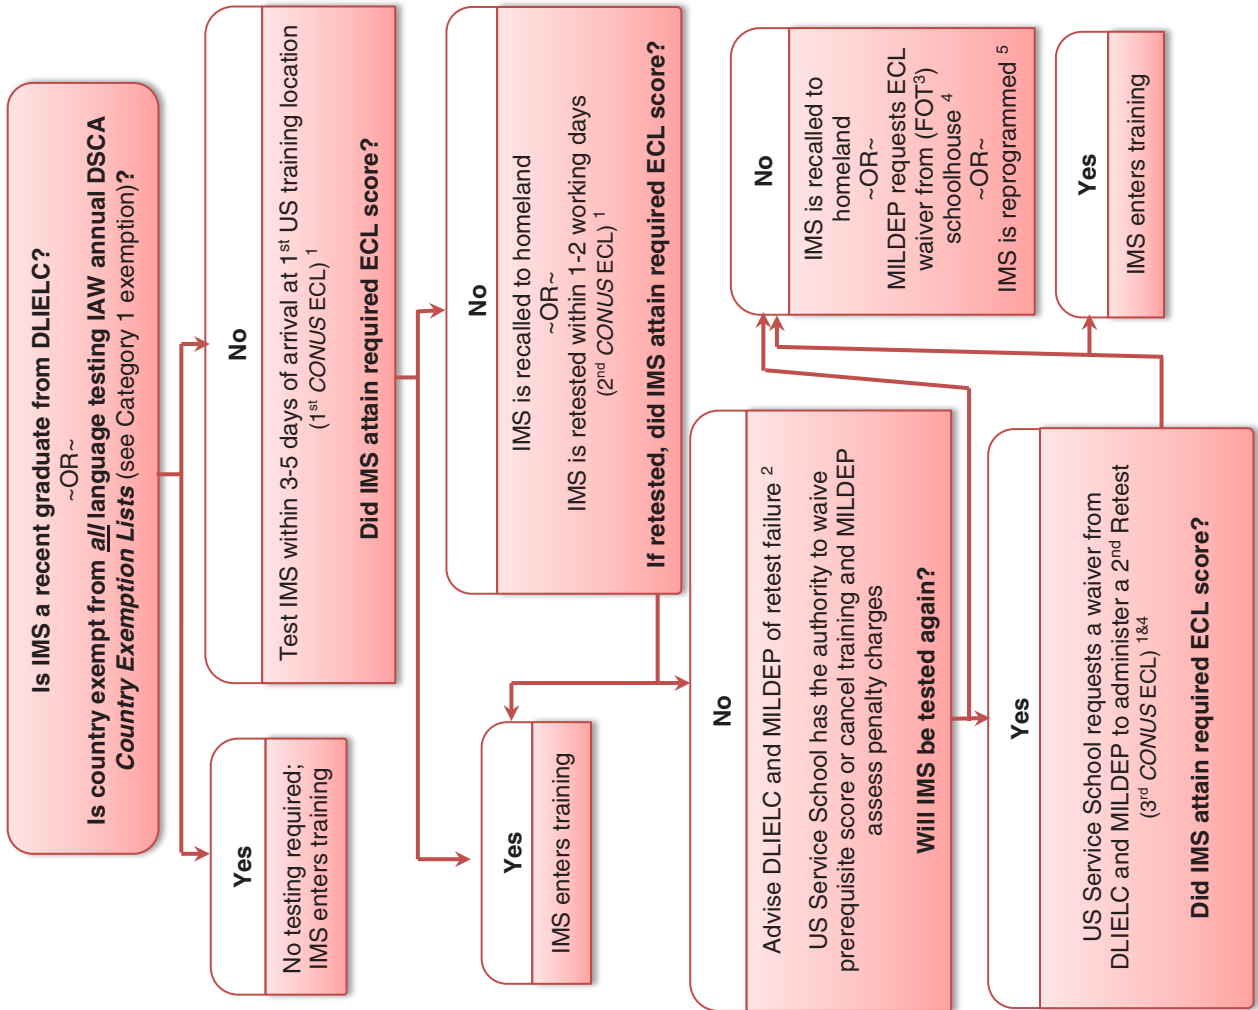 Is IMS a recent graduate from DLIELC?
~OR~
Is country exempt from all language testing IAW annual DSCA
Country Exemption Lists (see Category 1 exemption)?
Yes
No testing required;
IMS enters training
No
Test IMS within 3-5 days of arrival at 1st US training location
(1st CONUS ECL) 1
Did IMS attain required ECL score?
Yes
IMS enters training
No
IMS is recalled to homeland
~OR~
IMS is retested within 1-2 working days
(2nd CONUS ECL) 1
If retested, did IMS attain required ECL score?
No
Advise DLIELC and MILDEP of retest failure 2
US Service School has the authority to waive
prerequisite score or cancel training and MILDEP
assess penalty charges
Will IMS be tested again?
No
IMS is recalled to
homeland
~OR~
MILDEP requests ECL
waiver from (FOT3)
schoolhouse 4
~OR~
IMS is reprogrammed 5
Yes
US Service School requests a waiver from
DLIELC and MILDEP to administer a 2nd Retest
(3rd CONUS ECL) 1&4
Did IMS attain required ECL score?
Yes
IMS enters training